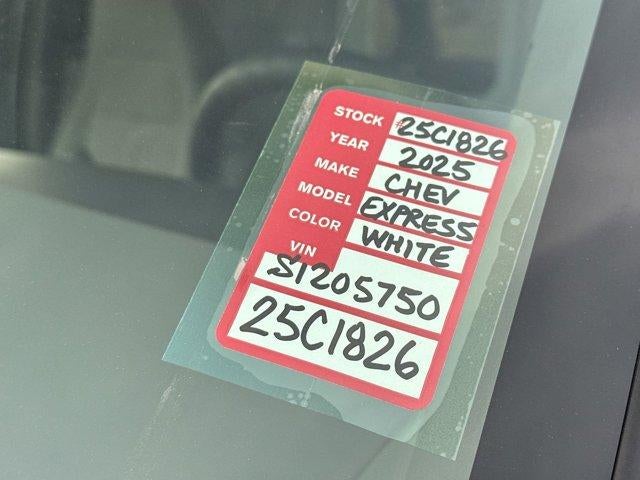 STOCK #25C1826
YEAR 2025
MAKE CHEV
MODEL EXPRESS
COLOR WHITE
VIN
S1205750
25C1826